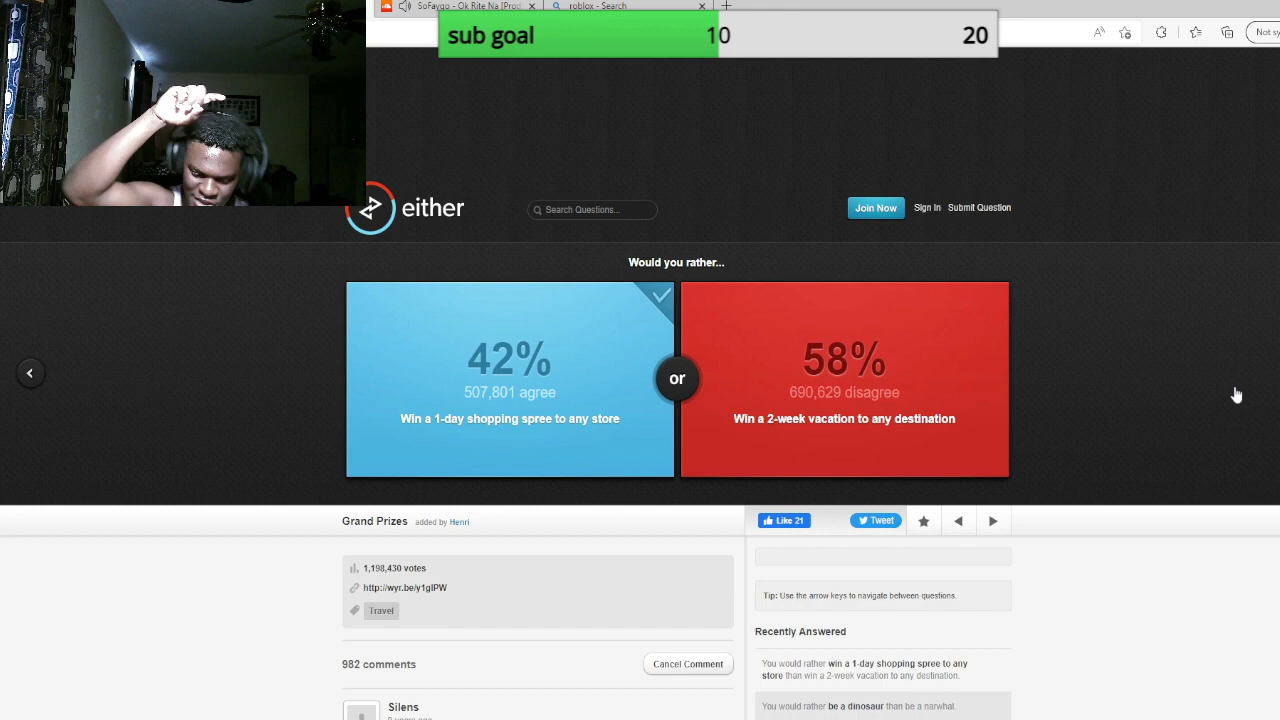 SoFaygo - Ok Rite Na [Prod
roblox - Search
Not sy
sub goal 10 20
either
Search Questions...
Join Now Sign In Submit Question
Would you rather...
42%
507,801 agree
Win a 1-day shopping spree to any store
or
58%
690,629 disagree
Win a 2-week vacation to any destination
Grand Prizes added by Henri
Like 21
Tweet
1,198,430 votes
http://wyr.be/y1gIPW
Travel
Tip: Use the arrow keys to navigate between questions.
Recently Answered
982 comments
Cancel Comment
You would rather win a 1-day shopping spree to any
store than win a 2-week vacation to any destination.
Silens
You would rather be a dinosaur than be a narwhal.